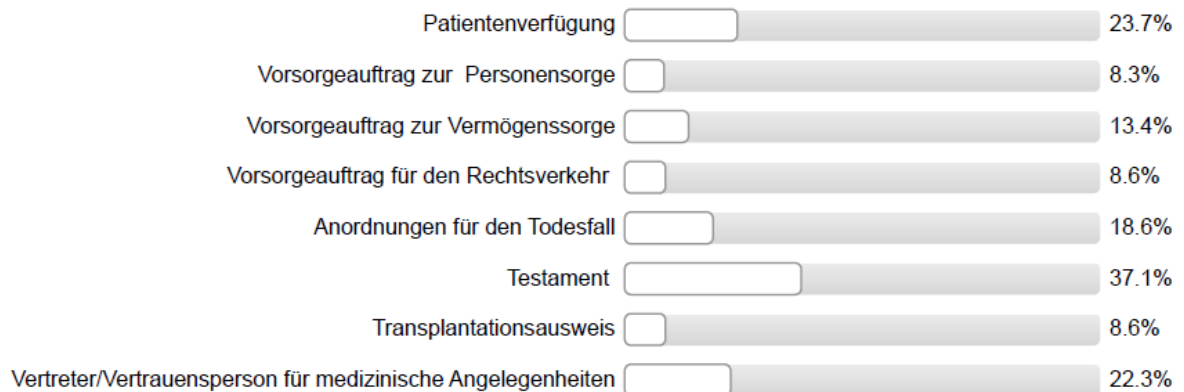 Patientenverfügung 23.7%
Vorsorgeauftrag zur  Personensorge 8.3%
Vorsorgeauftrag zur Vermögenssorge 13.4%
Vorsorgeauftrag für den Rechtsverkehr 8.6%
Anordnungen für den Todesfall 18.6%
Testament 37.1%
Transplantationsausweis 8.6%
Vertreter/Vertrauensperson für medizinische Angelegenheiten 22.3%